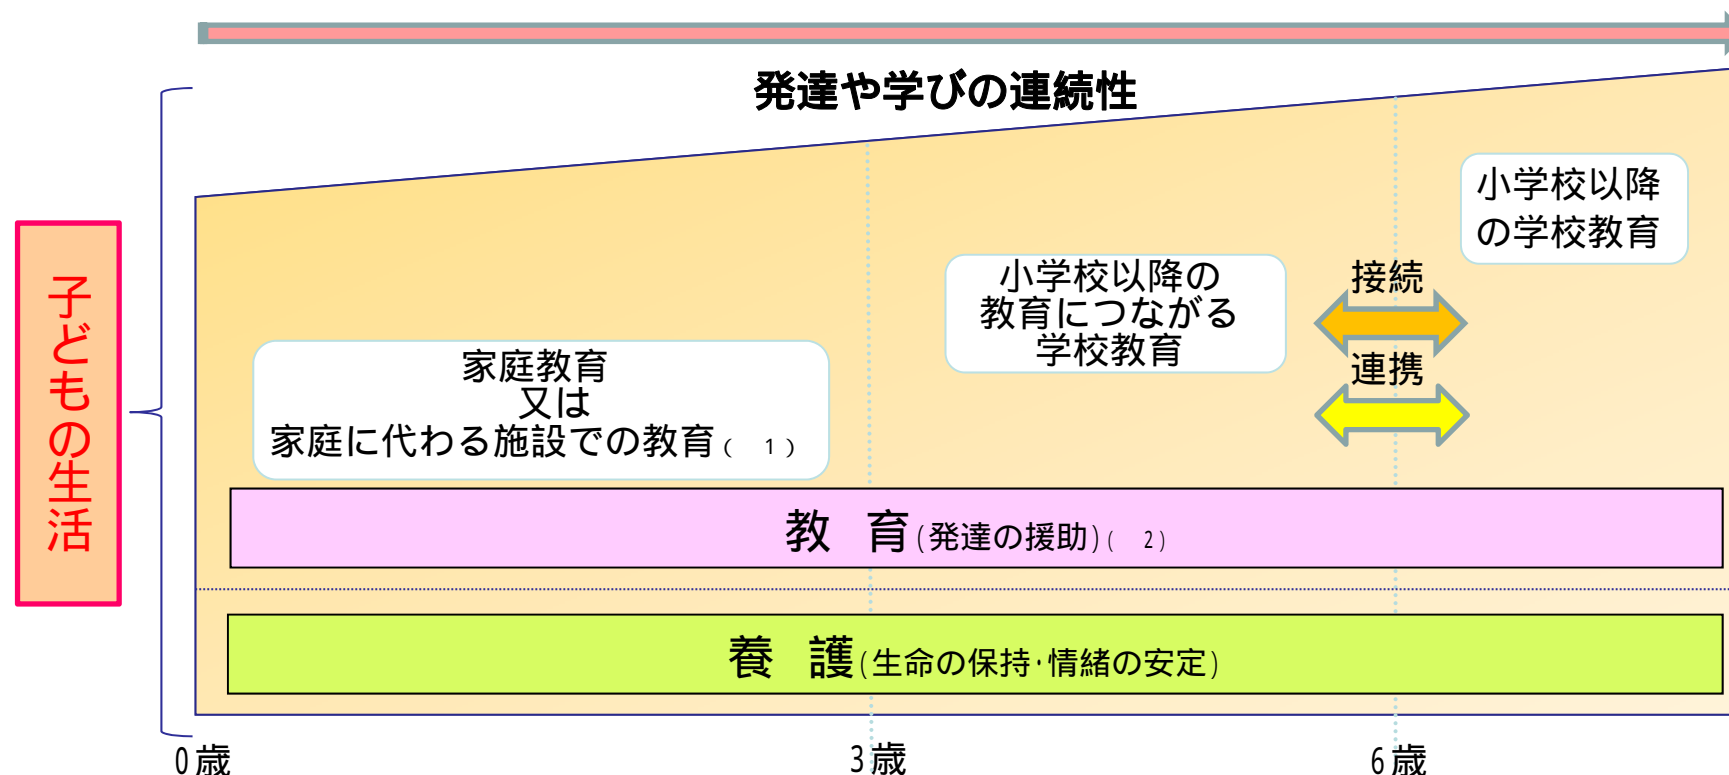 発達や学びの連続性
小学校以降
の学校教育
小学校以降の
教育につながる
学校教育
接続
連携
家庭教育
又は
家庭に代わる施設での教育( 1)
子どもの生活
教 育(発達の援助)( 2)
養 護(生命の保持・情緒の安定)
0歳
3歳
6歳